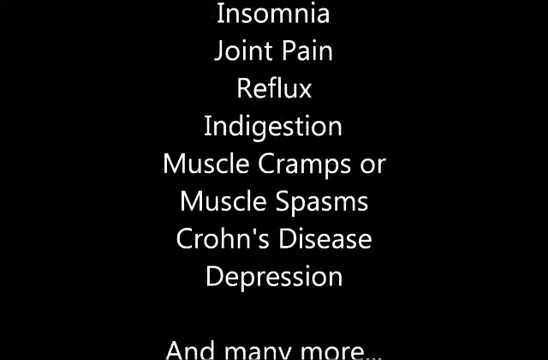 Insomnia
Joint Pain
Reflux
Indigestion
Muscle Cramps or
Muscle Spasms
Crohn's Disease
Depression
And many more...